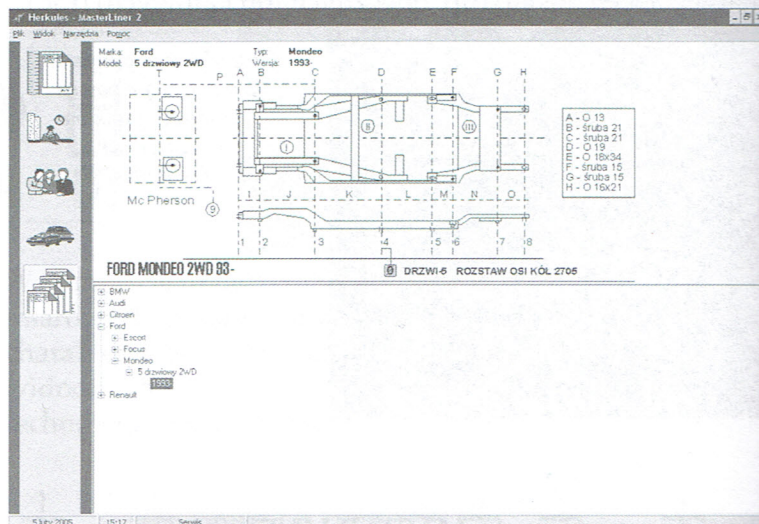 Herkules - MasterLiner 2
Plik Widok Narzędzia Pomoc
Marka: Ford Typ: Mondeo
Model: 5 drzwiowy 2WD Wersja: 1993-
T P A B C D E F G H
I II III
A - O 13
B - śruba 21
C - śruba 21
D - O 19
E - O 18x34
F - śruba 15
G - śruba 15
H - O 16x21
Mc Pherson 9
I J K L M N O
1 2 3 4 5 6 7 8
FORD MONDEO 2WD 93- 0 DRZWI-5 ROZSTAW OSI KÓŁ 2705
BMW
Audi
Citroen
Ford
Escort
Focus
Mondeo
5 drzwiowy 2WD
1993-
Renault
5 luty 2005 15:12 Serwis